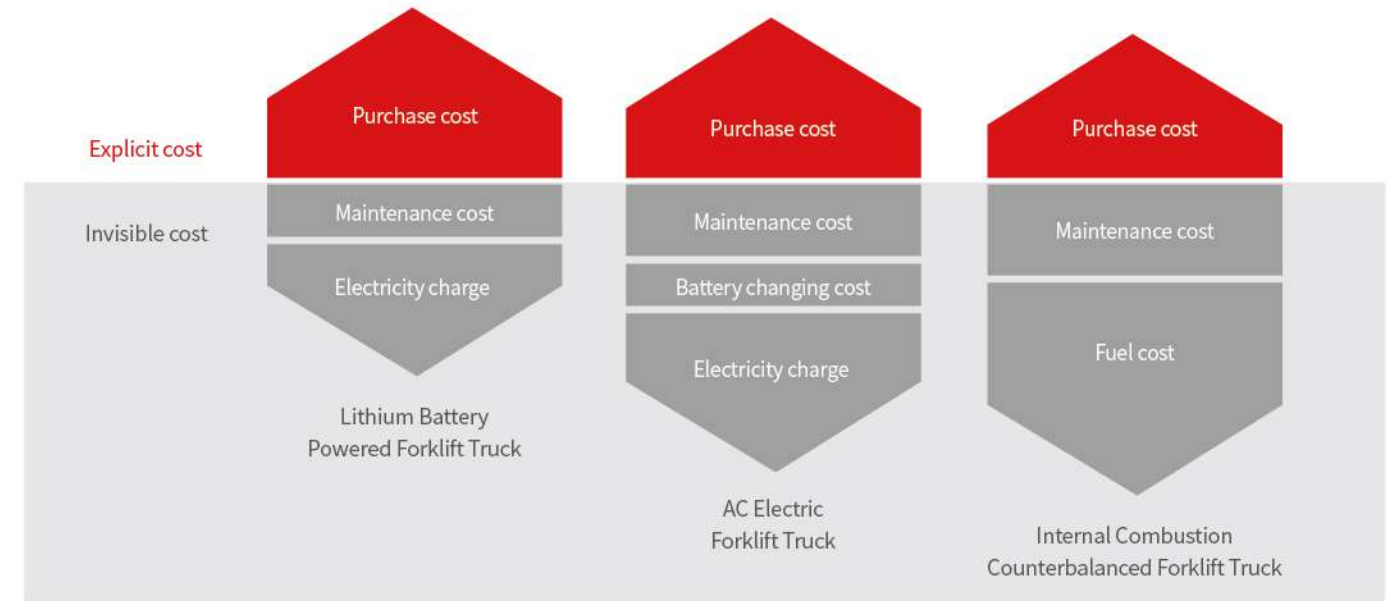 Explicit cost
Invisible cost
Purchase cost
Maintenance cost
Electricity charge
Lithium Battery
Powered Forklift Truck
Purchase cost
Maintenance cost
Battery changing cost
Electricity charge
AC Electric
Forklift Truck
Purchase cost
Maintenance cost
Fuel cost
Internal Combustion
Counterbalanced Forklift Truck